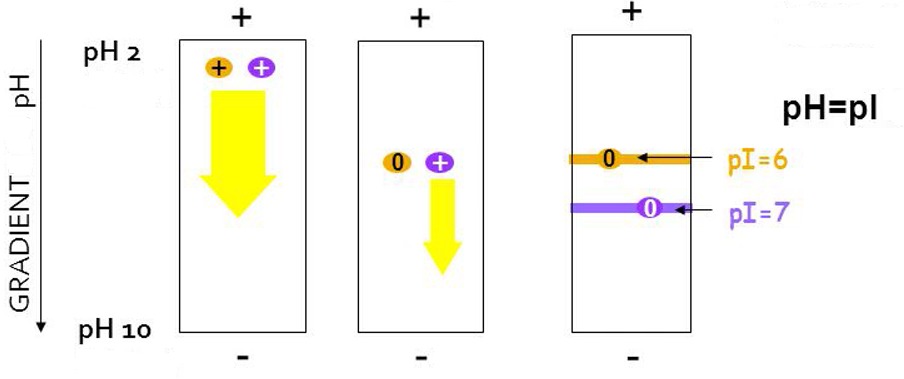 +
+
+
pH 2
+ +
pH
GRADIENT
pH=pI
0 +
0
pI=6
0
pI=7
pH 10
-
-
-